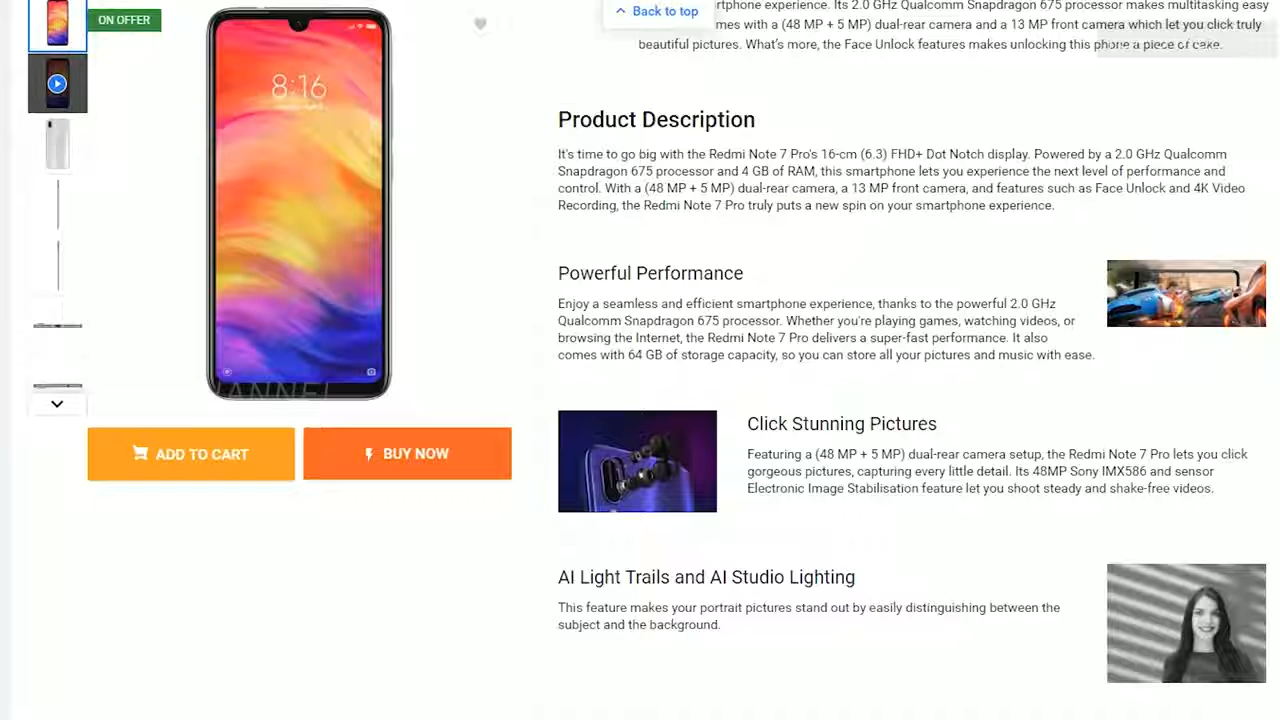 ON OFFER
Back to top
rtphone experience. Its 2.0 GHz Qualcomm Snapdragon 675 processor makes multitasking easy
mes with a (48 MP + 5 MP) dual-rear camera and a 13 MP front camera which let you click truly
beautiful pictures. What's more, the Face Unlock features makes unlocking this phone a piece of cake.
8:16
Product Description
It's time to go big with the Redmi Note 7 Pro's 16-cm (6.3) FHD+ Dot Notch display. Powered by a 2.0 GHz Qualcomm
Snapdragon 675 processor and 4 GB of RAM, this smartphone lets you experience the next level of performance and
control. With a (48 MP + 5 MP) dual-rear camera, a 13 MP front camera, and features such as Face Unlock and 4K Video
Recording, the Redmi Note 7 Pro truly puts a new spin on your smartphone experience.
Powerful Performance
Enjoy a seamless and efficient smartphone experience, thanks to the powerful 2.0 GHz
Qualcomm Snapdragon 675 processor. Whether you're playing games, watching videos, or
browsing the Internet, the Redmi Note 7 Pro delivers a super-fast performance. It also
comes with 64 GB of storage capacity, so you can store all your pictures and music with ease.
ADD TO CART
BUY NOW
Click Stunning Pictures
Featuring a (48 MP + 5 MP) dual-rear camera setup, the Redmi Note 7 Pro lets you click
gorgeous pictures, capturing every little detail. Its 48MP Sony IMX586 and sensor
Electronic Image Stabilisation feature let you shoot steady and shake-free videos.
AI Light Trails and AI Studio Lighting
This feature makes your portrait pictures stand out by easily distinguishing between the
subject and the background.